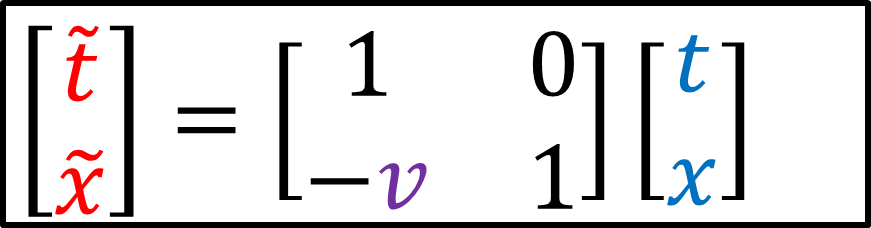 [t̃ x̃] = [1 0 −v 1] [t x]